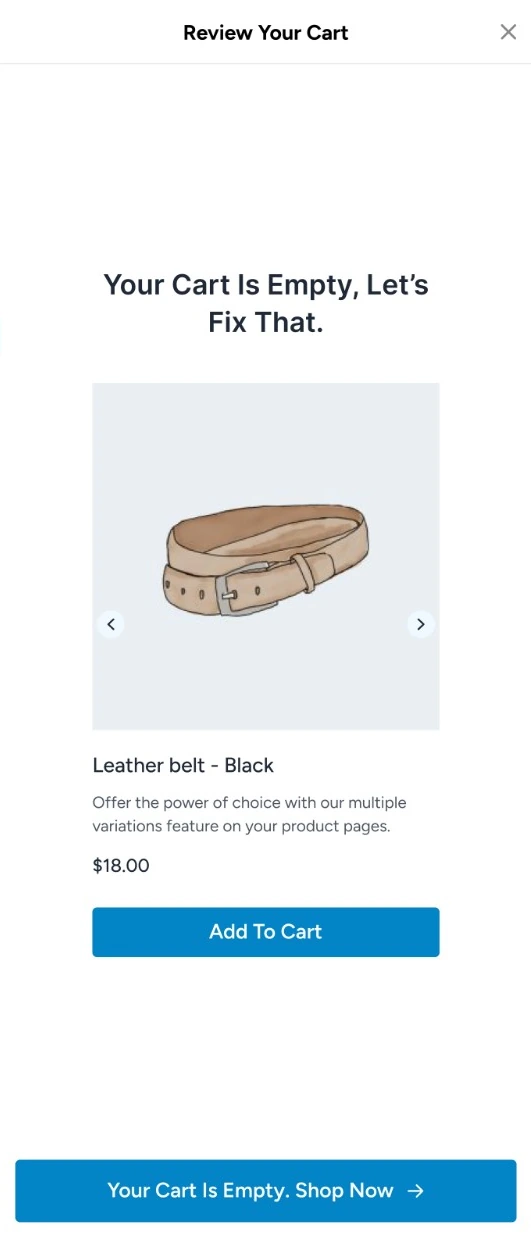 Review Your Cart
Your Cart Is Empty, Let’s
Fix That.
Leather belt - Black
Offer the power of choice with our multiple
variations feature on your product pages.
$18.00
Add To Cart
Your Cart Is Empty. Shop Now →